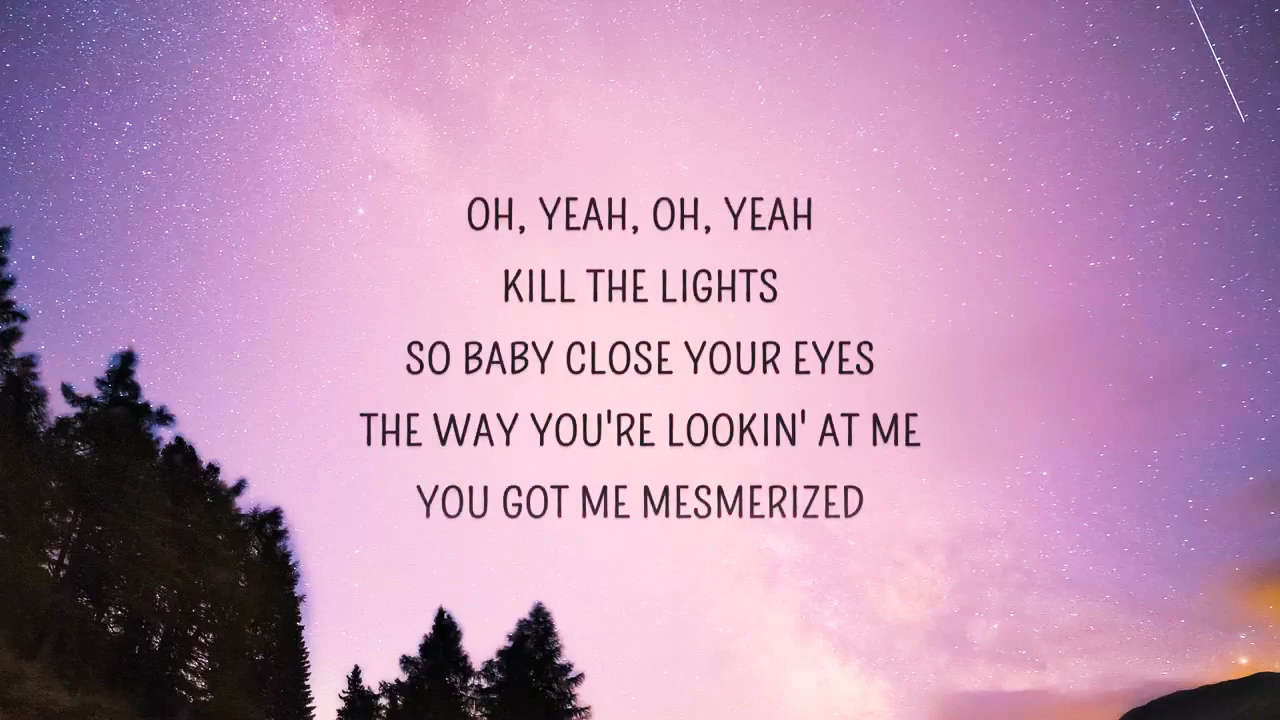 OH, YEAH, OH, YEAH
KILL THE LIGHTS
SO BABY CLOSE YOUR EYES
THE WAY YOU'RE LOOKIN' AT ME
YOU GOT ME MESMERIZED